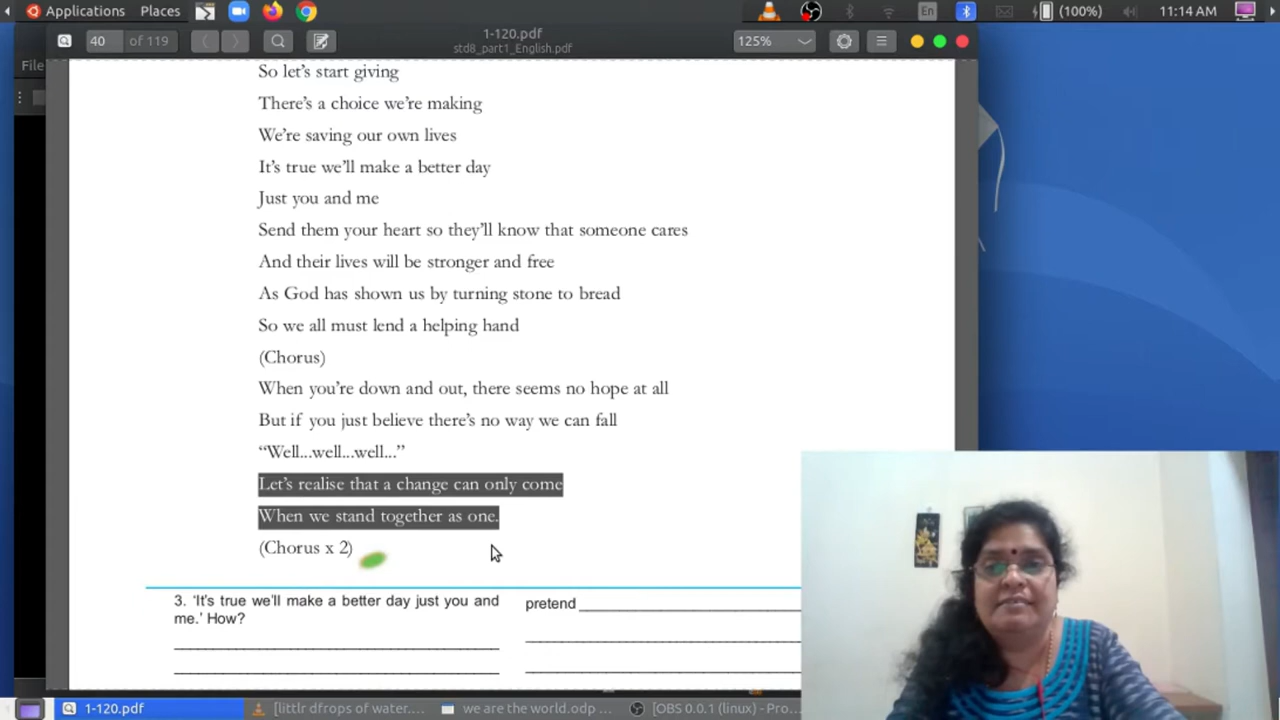 Applications Places En (100%) 11:14 AM
40 of 119 1-120.pdf 125%
std8_part1_English.pdf
File
So let's start giving
There's a choice we're making
We're saving our own lives
It's true we'll make a better day
Just you and me
Send them your heart so they'll know that someone cares
And their lives will be stronger and free
As God has shown us by turning stone to bread
So we all must lend a helping hand
(Chorus)
When you're down and out, there seems no hope at all
But if you just believe there's no way we can fall
“Well...well...well...”
Let's realise that a change can only come
When we stand together as one.
(Chorus x 2)
3. ‘It's true we'll make a better day just you and
me.’ How?
pretend
1-120.pdf [littlr dfrops of water.... we are the world.odp ... [OBS 0.0.1 (linux) - Pro...